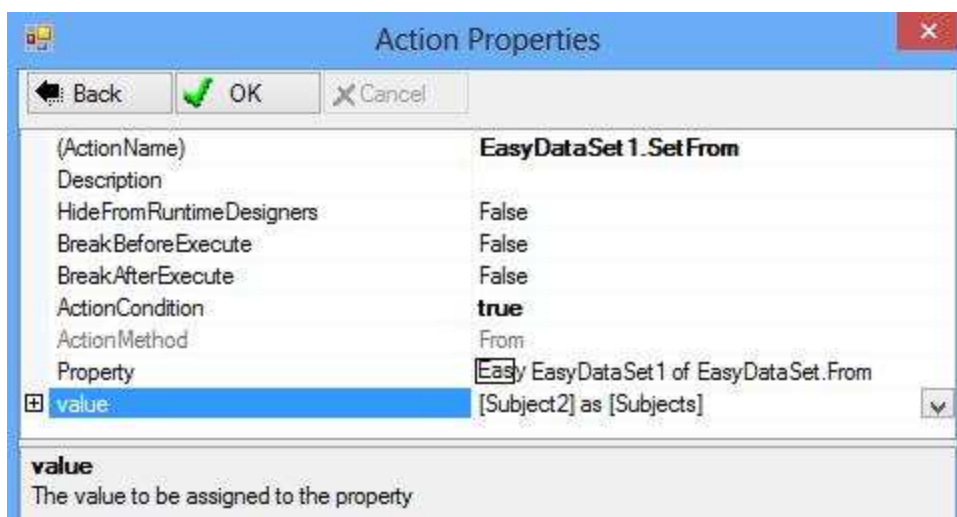 Action Properties
Back OK Cancel
(ActionName) EasyDataSet1.SetFrom
Description
HideFromRuntimeDesigners False
BreakBeforeExecute False
BreakAfterExecute False
ActionCondition true
ActionMethod From
Property Easy EasyDataSet1 of EasyDataSet.From
value [Subject2] as [Subjects]
value
The value to be assigned to the property